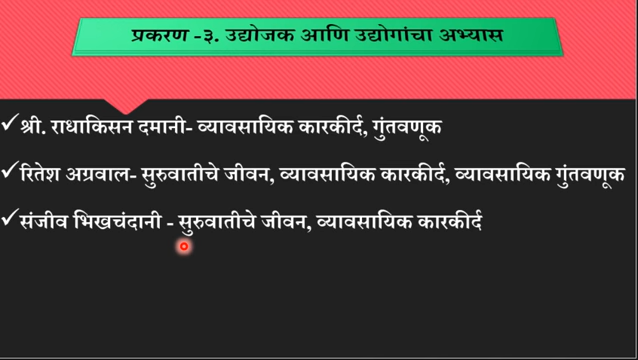 प्रकरण -३. उद्योजक आणि उद्योगांचा अभ्यास
✓श्री. राधाकिसन दमानी- व्यावसायिक कारकीर्द, गुंतवणूक
✓रितेश अग्रवाल- सुरुवातीचे जीवन, व्यावसायिक कारकीर्द, व्यावसायिक गुंतवणूक
✓संजीव भिखचंदानी - सुरुवातीचे जीवन, व्यावसायिक कारकीर्द